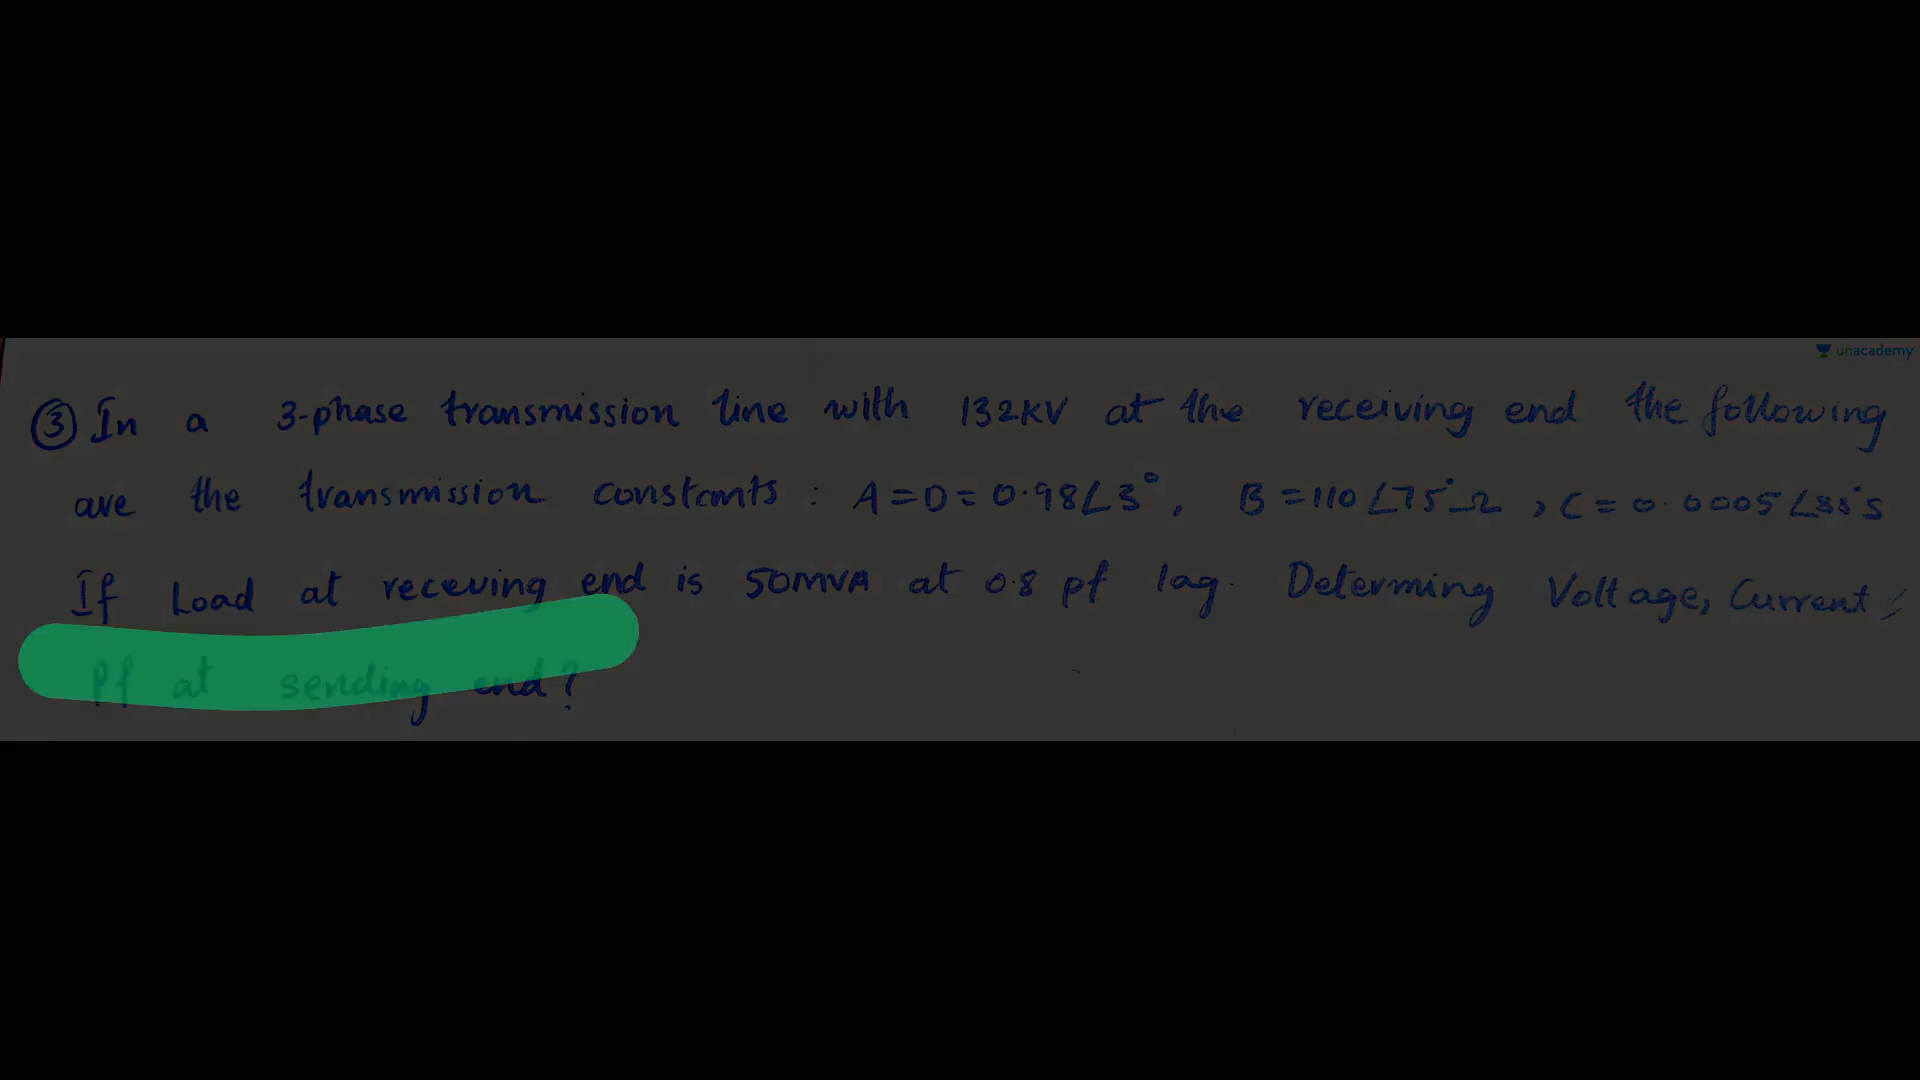 unacademy
③ In a 3-phase transmission line with 132KV at the receiving end the following
are the transmission constants : A=D=0.98∠3°, B=110∠75°Ω, C=0.0005∠88°s
If Load at receving end is 50MVA at 0.8 pf lag. Determing Voltage, Current,
Pf at sending end?